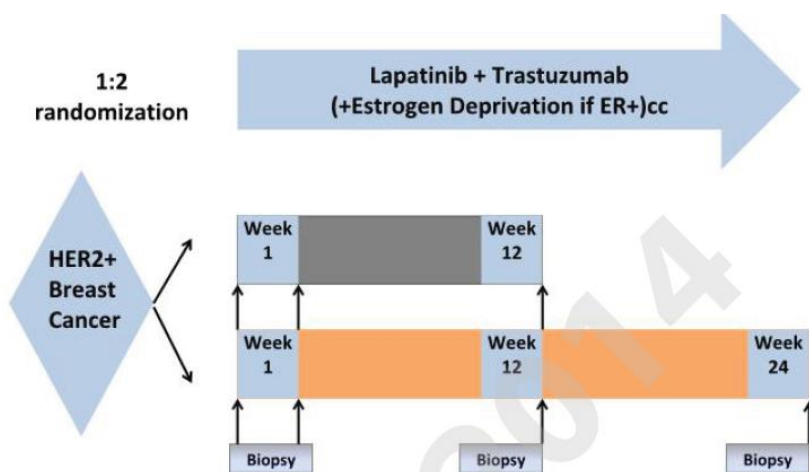 1:2
randomization
Lapatinib + Trastuzumab
(+Estrogen Deprivation if ER+)cc
HER2+
Breast
Cancer
Week
1
Week
12
Week
1
Week
12
Week
24
Biopsy
Biopsy
Biopsy
2014